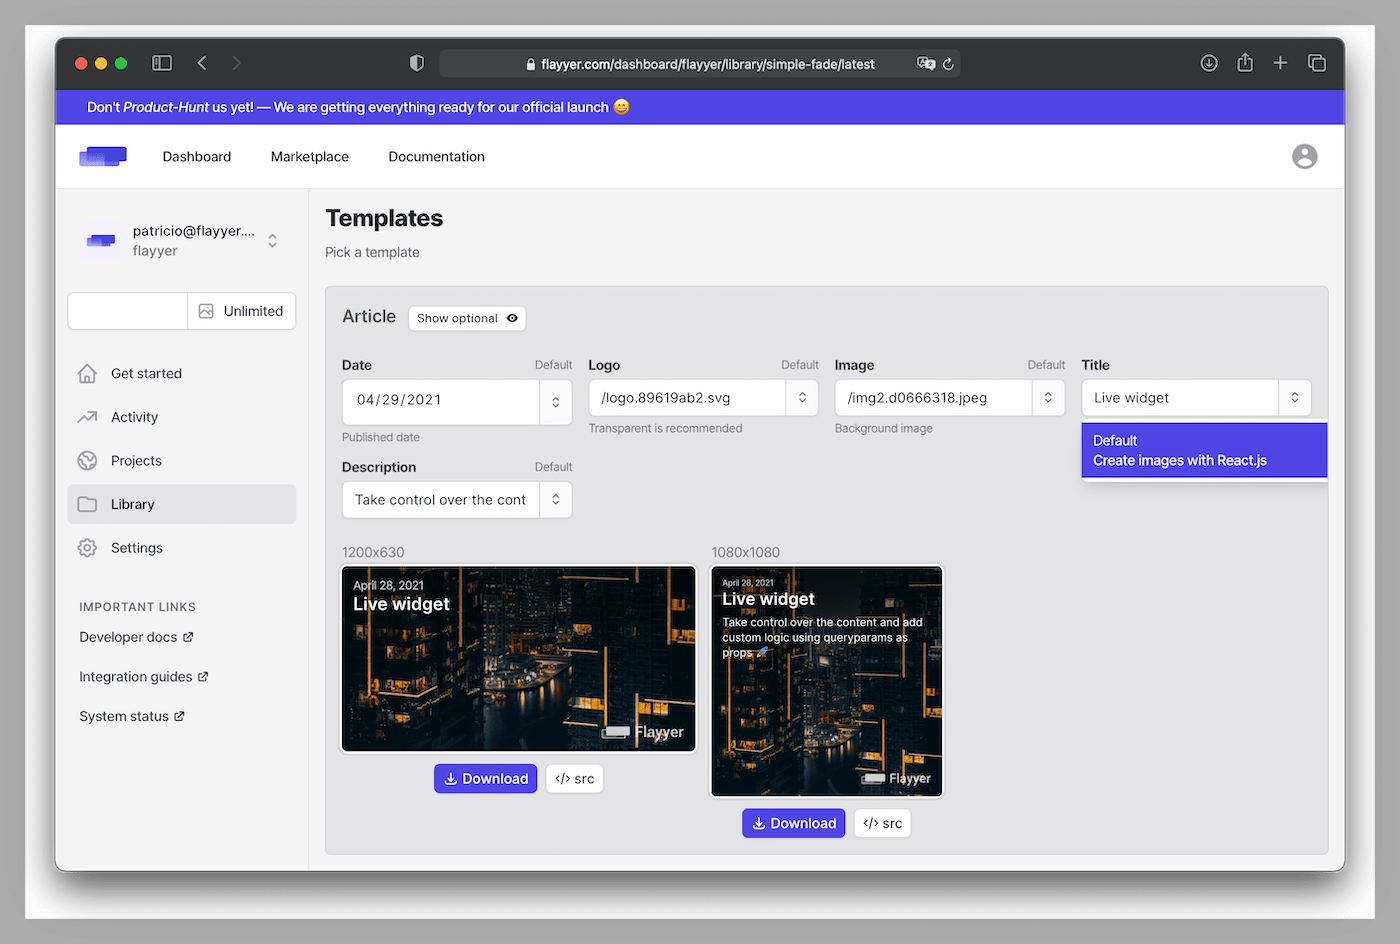 flayyer.com/dashboard/flayyer/library/simple-fade/latest
Don't Product-Hunt us yet! — We are getting everything ready for our official launch 😄
Dashboard
Marketplace
Documentation
patricio@flayyer....
flayyer
Unlimited
Get started
Activity
Projects
Library
Settings
IMPORTANT LINKS
Developer docs
Integration guides
System status
Templates
Pick a template
Article
Show optional
Date Default
04/29/2021
Published date
Logo Default
/logo.89619ab2.svg
Transparent is recommended
Image Default
/img2.d0666318.jpeg
Background image
Title
Live widget
Default
Create images with React.js
Description Default
Take control over the cont
1200x630
April 28, 2021
Live widget
Flayyer
Download
</> src
1080x1080
April 28, 2021
Live widget
Take control over the content and add
custom logic using queryparams as
props 🚀
Flayyer
Download
</> src